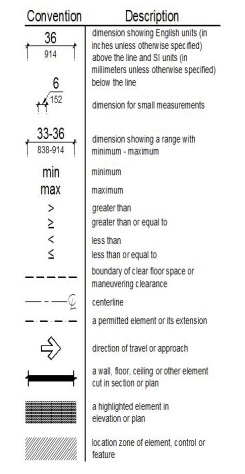 Convention Description
36
914
dimension showing English units (in
inches unless otherwise specified)
above the line and SI units (in
millimeters unless otherwise specified)
below the line
6
152
dimension for small measurements
33-36
838-914
dimension showing a range with
minimum - maximum
min minimum
max maximum
> greater than
≥ greater than or equal to
< less than
≤ less than or equal to
boundary of clear floor space or
maneuvering clearance
centerline
a permitted element or its extension
direction of travel or approach
a wall, floor, ceiling or other element
cut in section or plan
a highlighted element in
elevation or plan
location zone of element, control or
feature